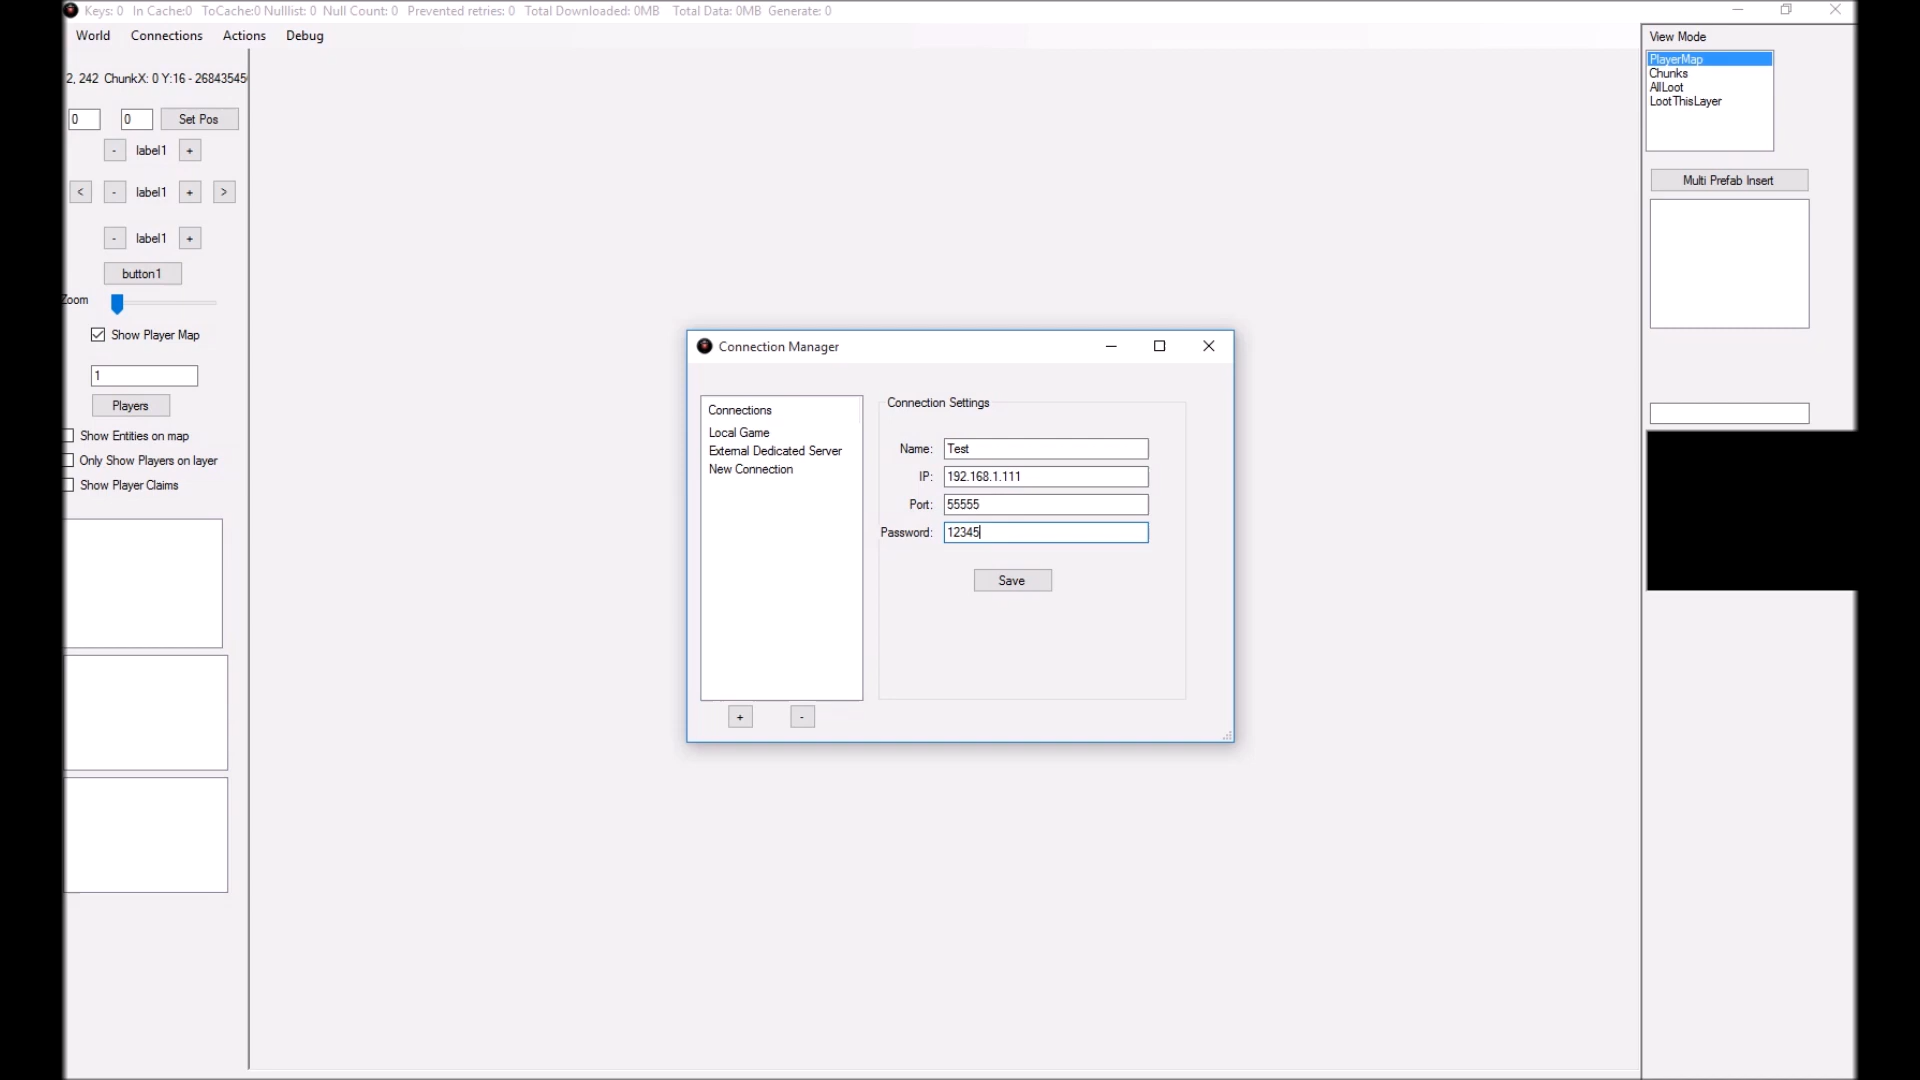 Keys: 0 In Cache:0 ToCache:0 Nulllist: 0 Null Count: 0 Prevented retries: 0 Total Downloaded: 0MB Total Data: 0MB Generate: 0
World Connections Actions Debug
View Mode
PlayerMap
Chunks
AllLoot
LootThisLayer
2, 242 ChunkX: 0 Y:16 - 26843545
0 0 Set Pos
- label1 +
< - label1 + >
- label1 +
button1
Zoom
Show Player Map
1
Players
Show Entities on map
Only Show Players on layer
Show Player Claims
Multi Prefab Insert
Connection Manager
Connections
Local Game
External Dedicated Server
New Connection
+ -
Connection Settings
Name: Test
IP: 192.168.1.111
Port: 55555
Password: 12345
Save